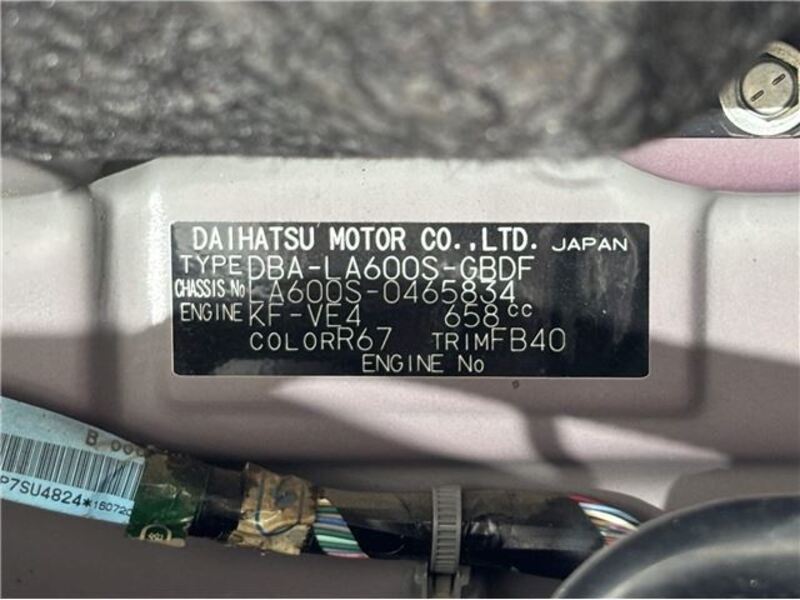 DAIHATSU MOTOR CO.,LTD. JAPAN
TYPE DBA-LA600S-GBDF
CHASSIS No LA600S-0465834
ENGINE KF-VE4 658cc
COLOR R67 TRIM FB40
ENGINE No
P7SU4824*